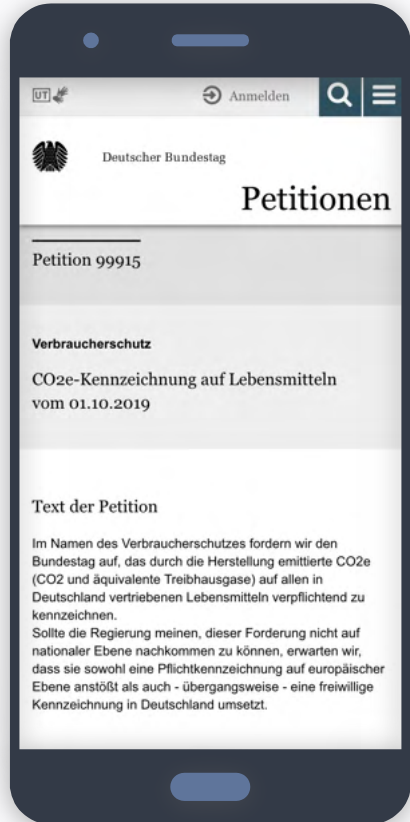 UT
Anmelden
Deutscher Bundestag
Petitionen
Petition 99915
Verbraucherschutz
CO2e-Kennzeichnung auf Lebensmitteln
vom 01.10.2019
Text der Petition
Im Namen des Verbraucherschutzes fordern wir den
Bundestag auf, das durch die Herstellung emittierte CO2e
(CO2 und äquivalente Treibhausgase) auf allen in
Deutschland vertriebenen Lebensmitteln verpflichtend zu
kennzeichnen.
Sollte die Regierung meinen, dieser Forderung nicht auf
nationaler Ebene nachkommen zu können, erwarten wir,
dass sie sowohl eine Pflichtkennzeichnung auf europäischer
Ebene anstößt als auch - übergangsweise - eine freiwillige
Kennzeichnung in Deutschland umsetzt.